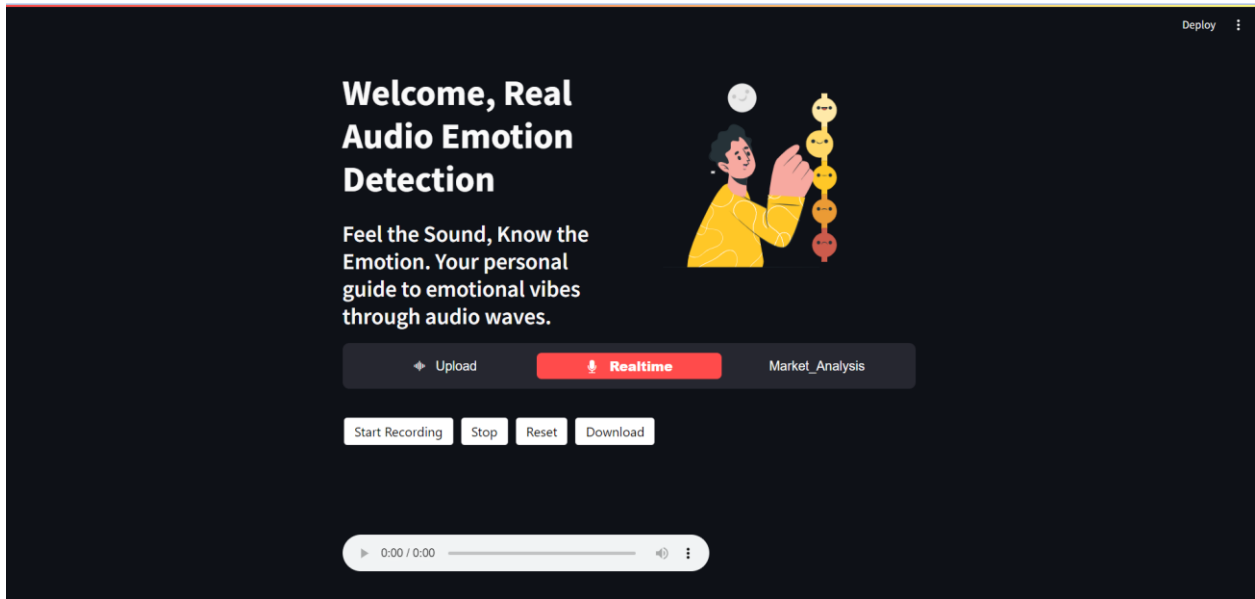 Deploy
Welcome, Real
Audio Emotion
Detection
Feel the Sound, Know the
Emotion. Your personal
guide to emotional vibes
through audio waves.
Upload Realtime Market_Analysis
Start Recording Stop Reset Download
0:00 / 0:00